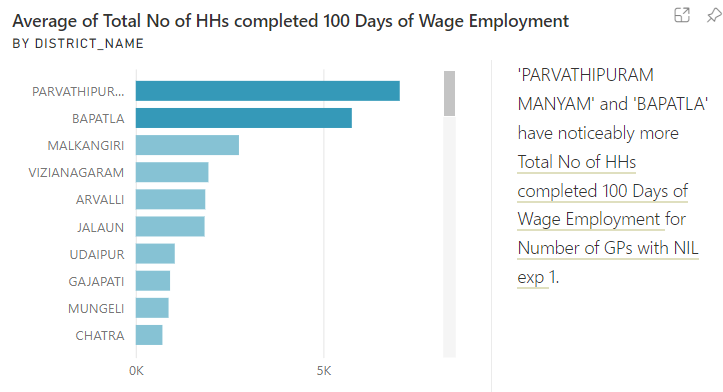 Average of Total No of HHs completed 100 Days of Wage Employment
BY DISTRICT_NAME
PARVATHIPUR...
BAPATLA
MALKANGIRI
VIZIANAGARAM
ARVALLI
JALAUN
UDAIPUR
GAJAPATI
MUNGELI
CHATRA
0K
5K
'PARVATHIPURAM
MANYAM' and 'BAPATLA'
have noticeably more
Total No of HHs
completed 100 Days of
Wage Employment for
Number of GPs with NIL
exp 1.